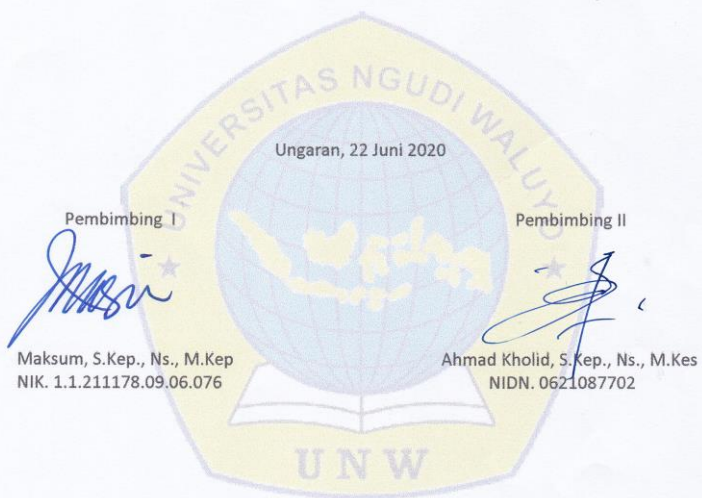 UNIVERSITAS NGUDI WALUYO
Ungaran, 22 Juni 2020
Pembimbing I
Pembimbing II
Maksum, S.Kep., Ns., M.Kep
NIK. 1.1.211178.09.06.076
Ahmad Kholid, S.Kep., Ns., M.Kes
NIDN. 0621087702
UNW